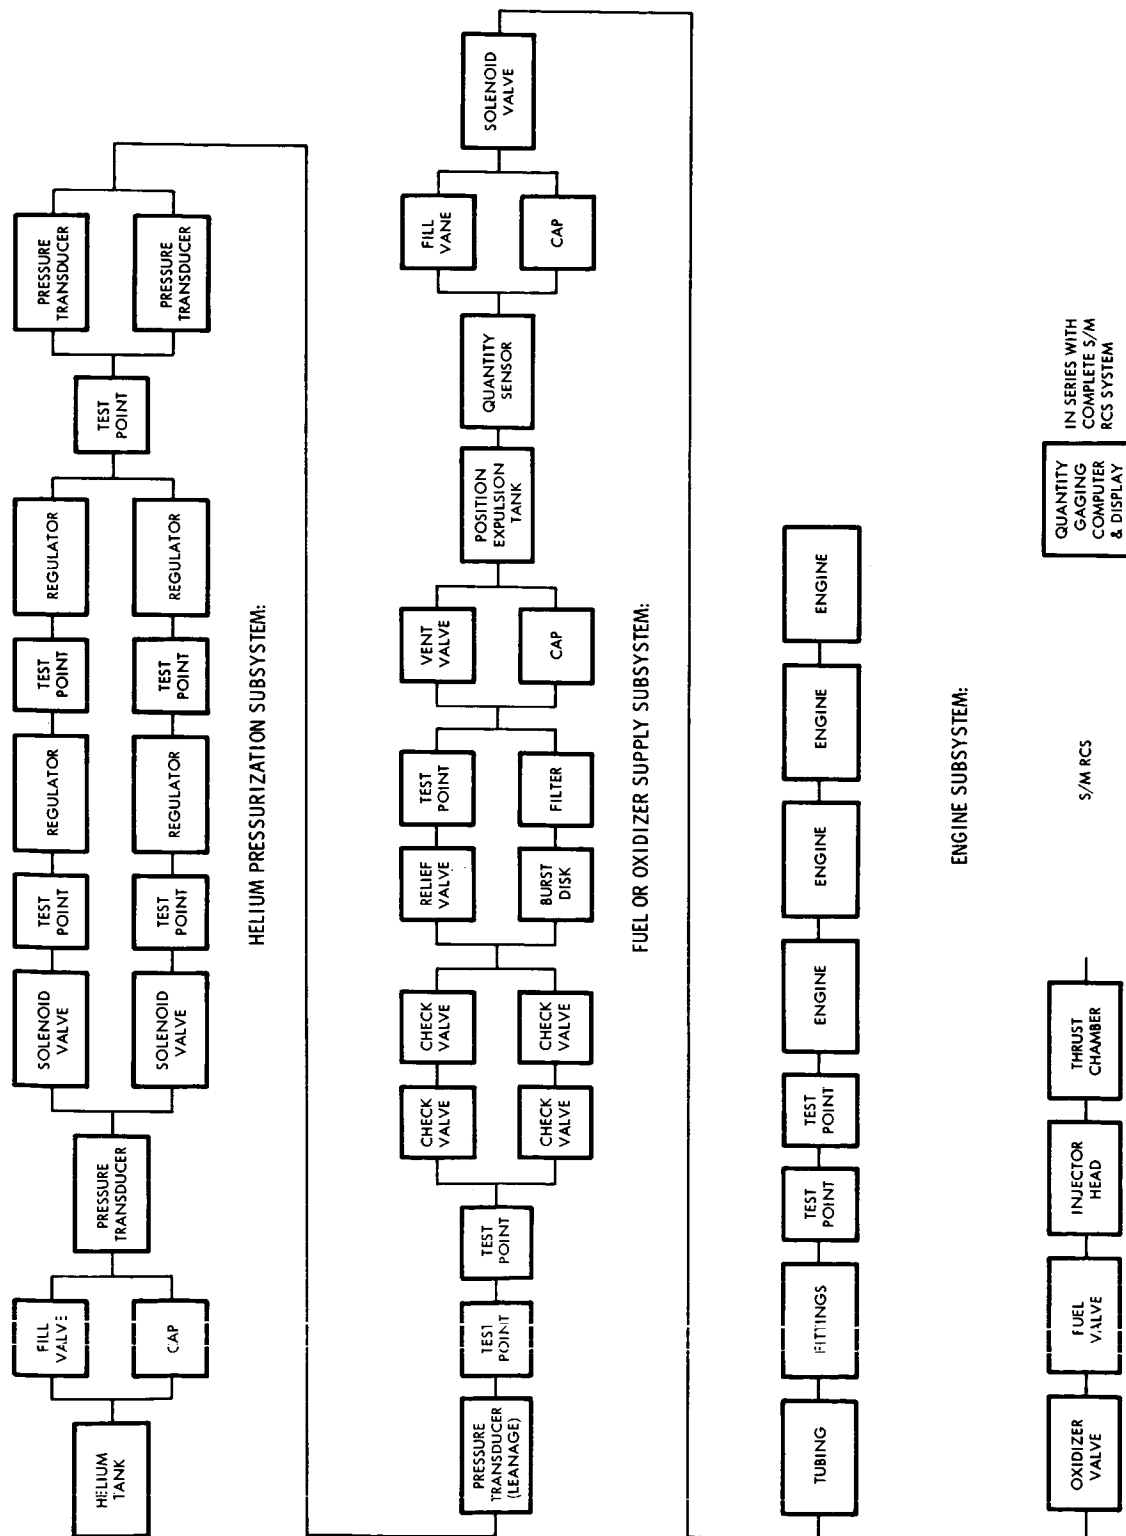 HELIUM
TANK
FILL
VALVE
CAP
PRESSURE
TRANSDUCER
SOLENOID
VALVE
SOLENOID
VALVE
TEST
POINT
TEST
POINT
REGULATOR
REGULATOR
TEST
POINT
TEST
POINT
REGULATOR
REGULATOR
TEST
POINT
PRESSURE
TRANSDUCER
PRESSURE
TRANSDUCER
HELIUM PRESSURIZATION SUBSYSTEM:
PRESSURE
TRANSDUCER
(LEANAGE)
TEST
POINT
TEST
POINT
CHECK
VALVE
CHECK
VALVE
CHECK
VALVE
CHECK
VALVE
RELIEF
VALVE
BURST
DISK
TEST
POINT
FILTER
VENT
VALVE
CAP
POSITION
EXPULSION
TANK
QUANTITY
SENSOR
FILL
VANE
CAP
SOLENOID
VALVE
FUEL OR OXIDIZER SUPPLY SUBSYSTEM:
TUBING
FITTINGS
TEST
POINT
TEST
POINT
ENGINE
ENGINE
ENGINE
ENGINE
ENGINE SUBSYSTEM:
OXIDIZER
VALVE
FUEL
VALVE
INJECTOR
HEAD
THRUST
CHAMBER
S/M RCS
QUANTITY
GAGING
COMPUTER
& DISPLAY
IN SERIES WITH
COMPLETE S/M
RCS SYSTEM